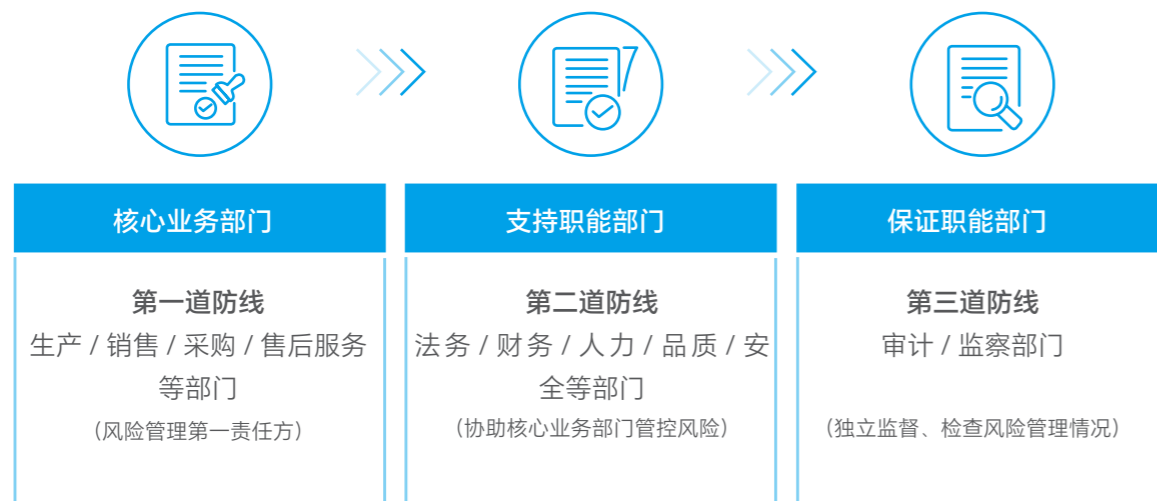 核心业务部门
第一道防线
生产 / 销售 / 采购 / 售后服务
等部门
（风险管理第一责任方）
支持职能部门
第二道防线
法务 / 财务 / 人力 / 品质 / 安
全等部门
（协助核心业务部门管控风险）
保证职能部门
第三道防线
审计 / 监察部门
（独立监督、检查风险管理情况）